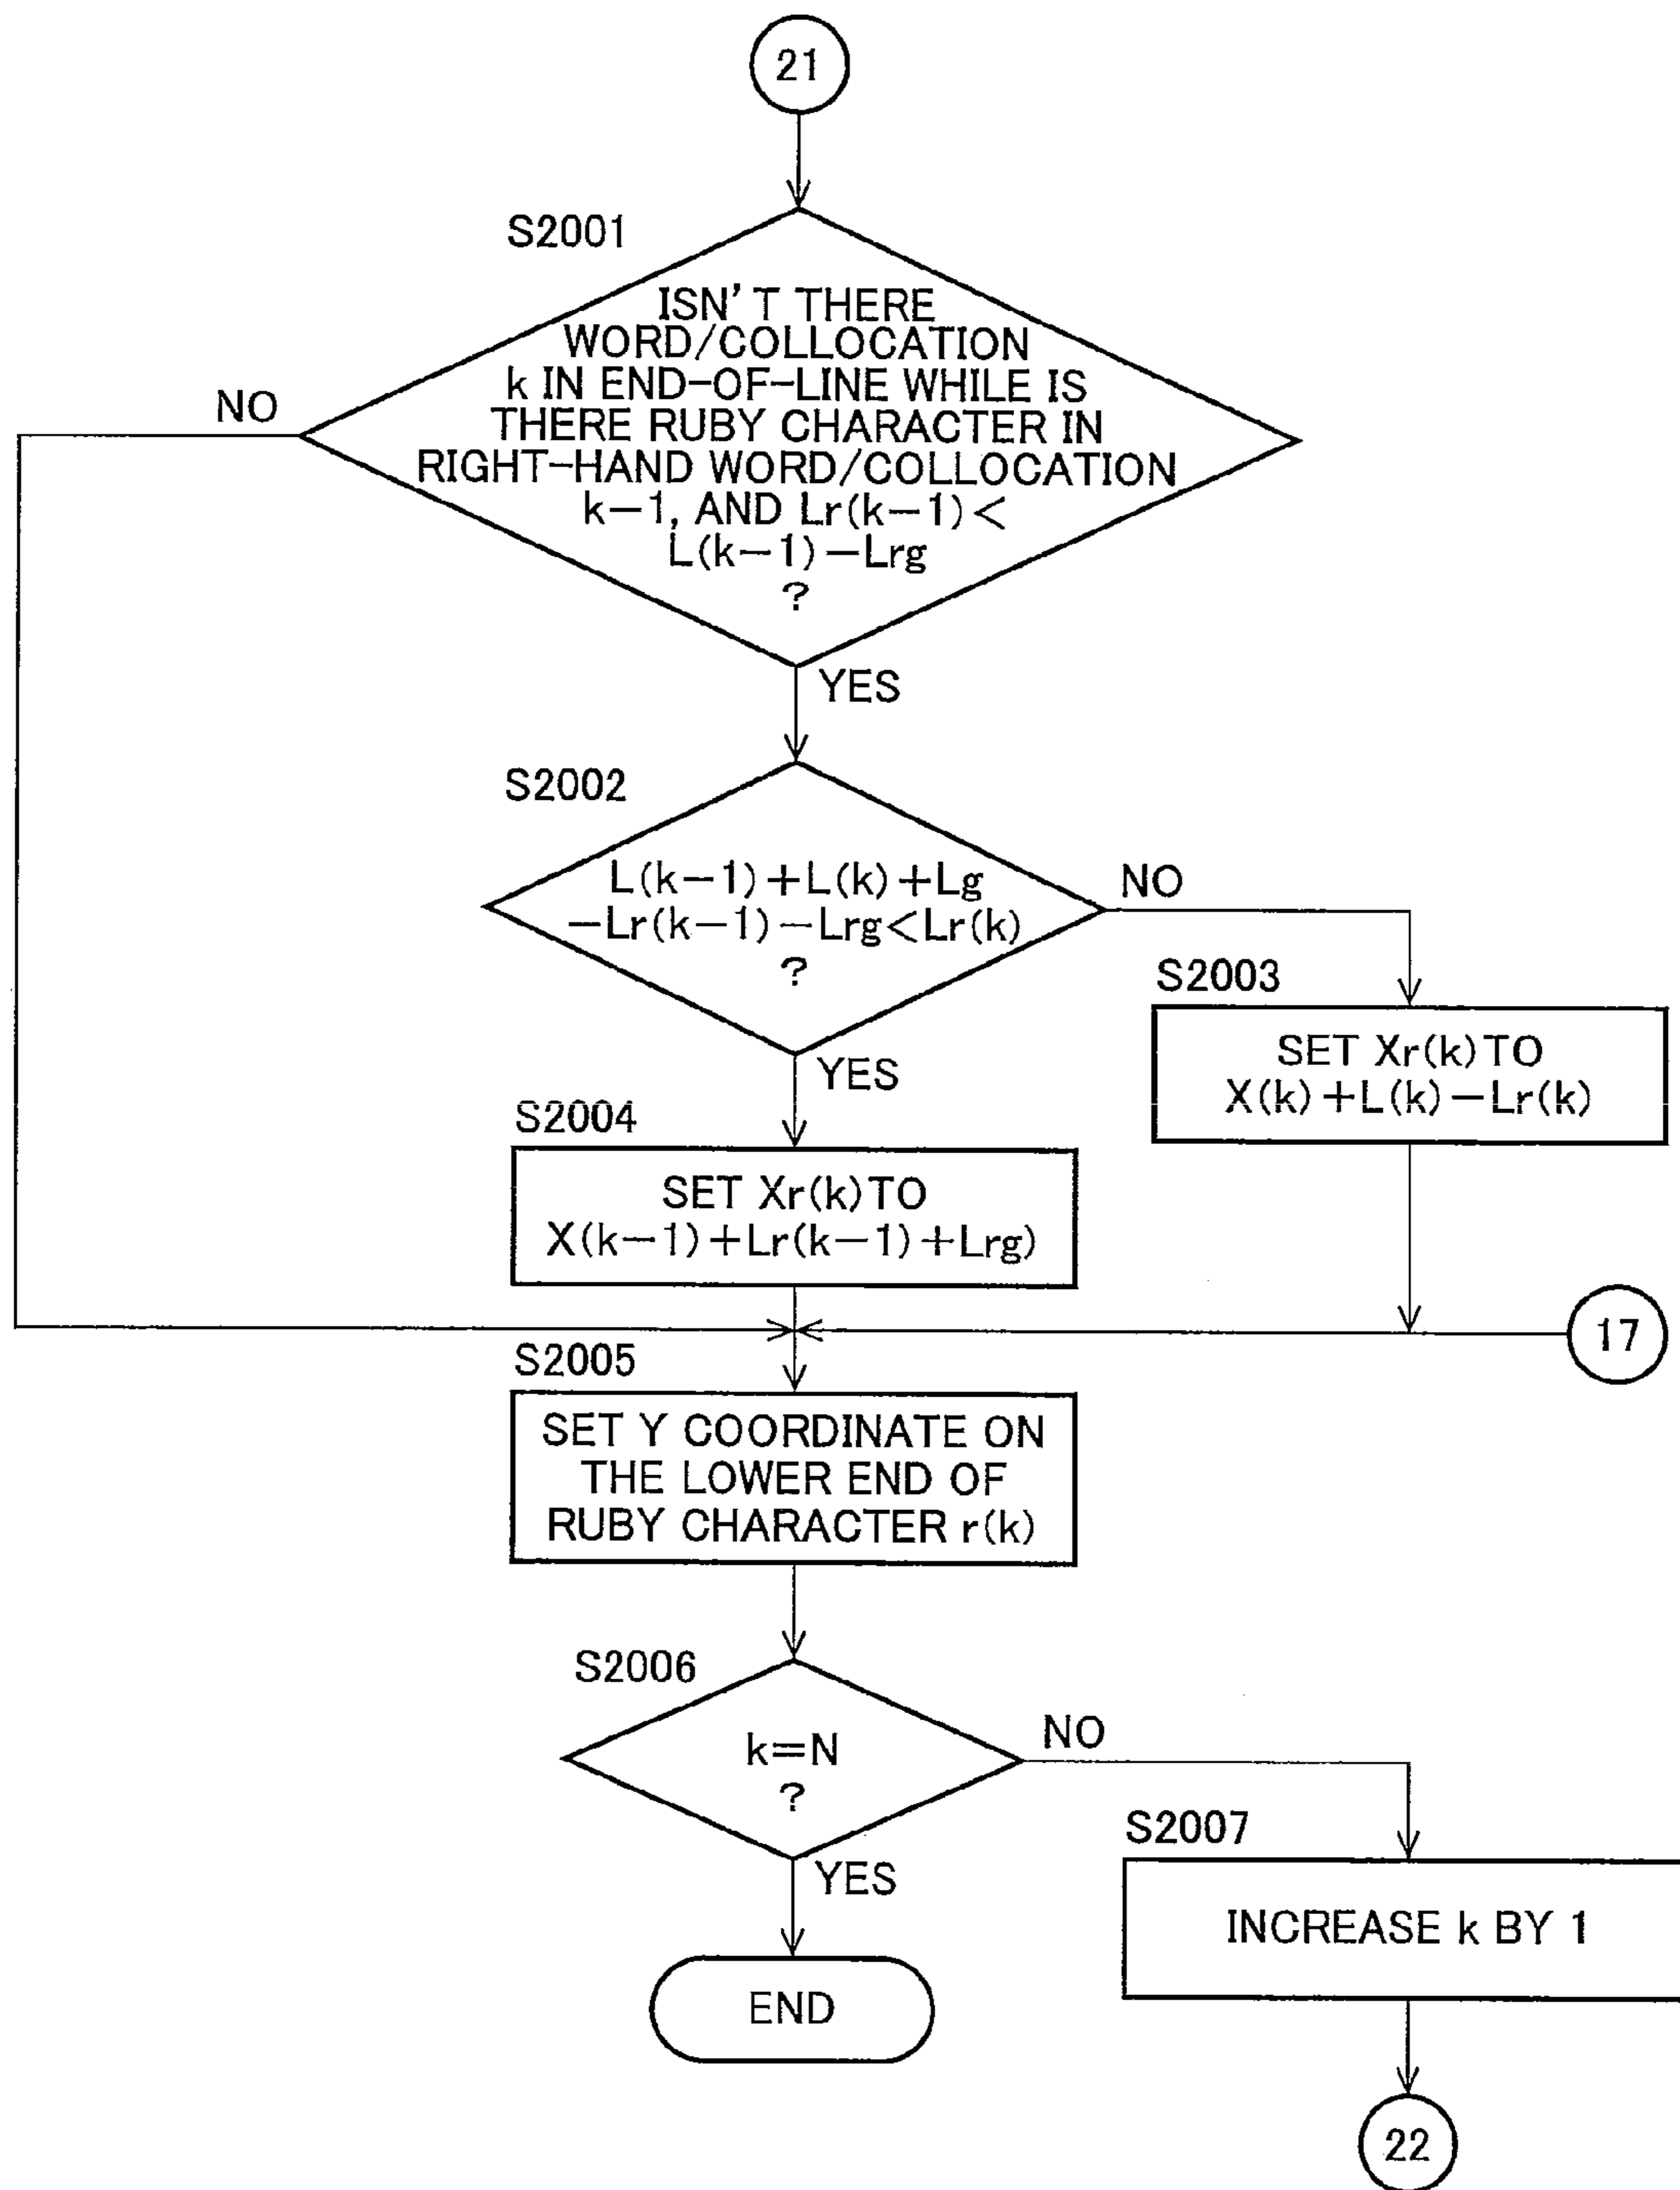 21
S2001
ISN'T THERE
WORD/COLLOCATION
k IN END-OF-LINE WHILE IS
THERE RUBY CHARACTER IN
RIGHT-HAND WORD/COLLOCATION
k-1, AND Lr(k-1)<
L(k-1)-Lrg
?
NO
YES
S2002
L(k-1)+L(k)+Lg
-Lr(k-1)-Lrg<Lr(k)
?
NO
YES
S2003
SET Xr(k) TO
X(k)+L(k)-Lr(k)
S2004
SET Xr(k) TO
X(k-1)+Lr(k-1)+Lrg)
17
S2005
SET Y COORDINATE ON
THE LOWER END OF
RUBY CHARACTER r(k)
S2006
k=N
?
NO
YES
S2007
INCREASE k BY 1
END
22